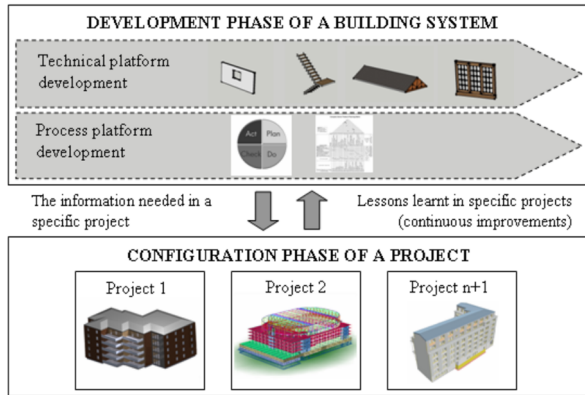 DEVELOPMENT PHASE OF A BUILDING SYSTEM
Technical platform
development
Process platform
development
Act
Plan
Check
Do
The information needed in a
specific project
Lessons learnt in specific projects
(continuous improvements)
CONFIGURATION PHASE OF A PROJECT
Project 1
Project 2
Project n+1